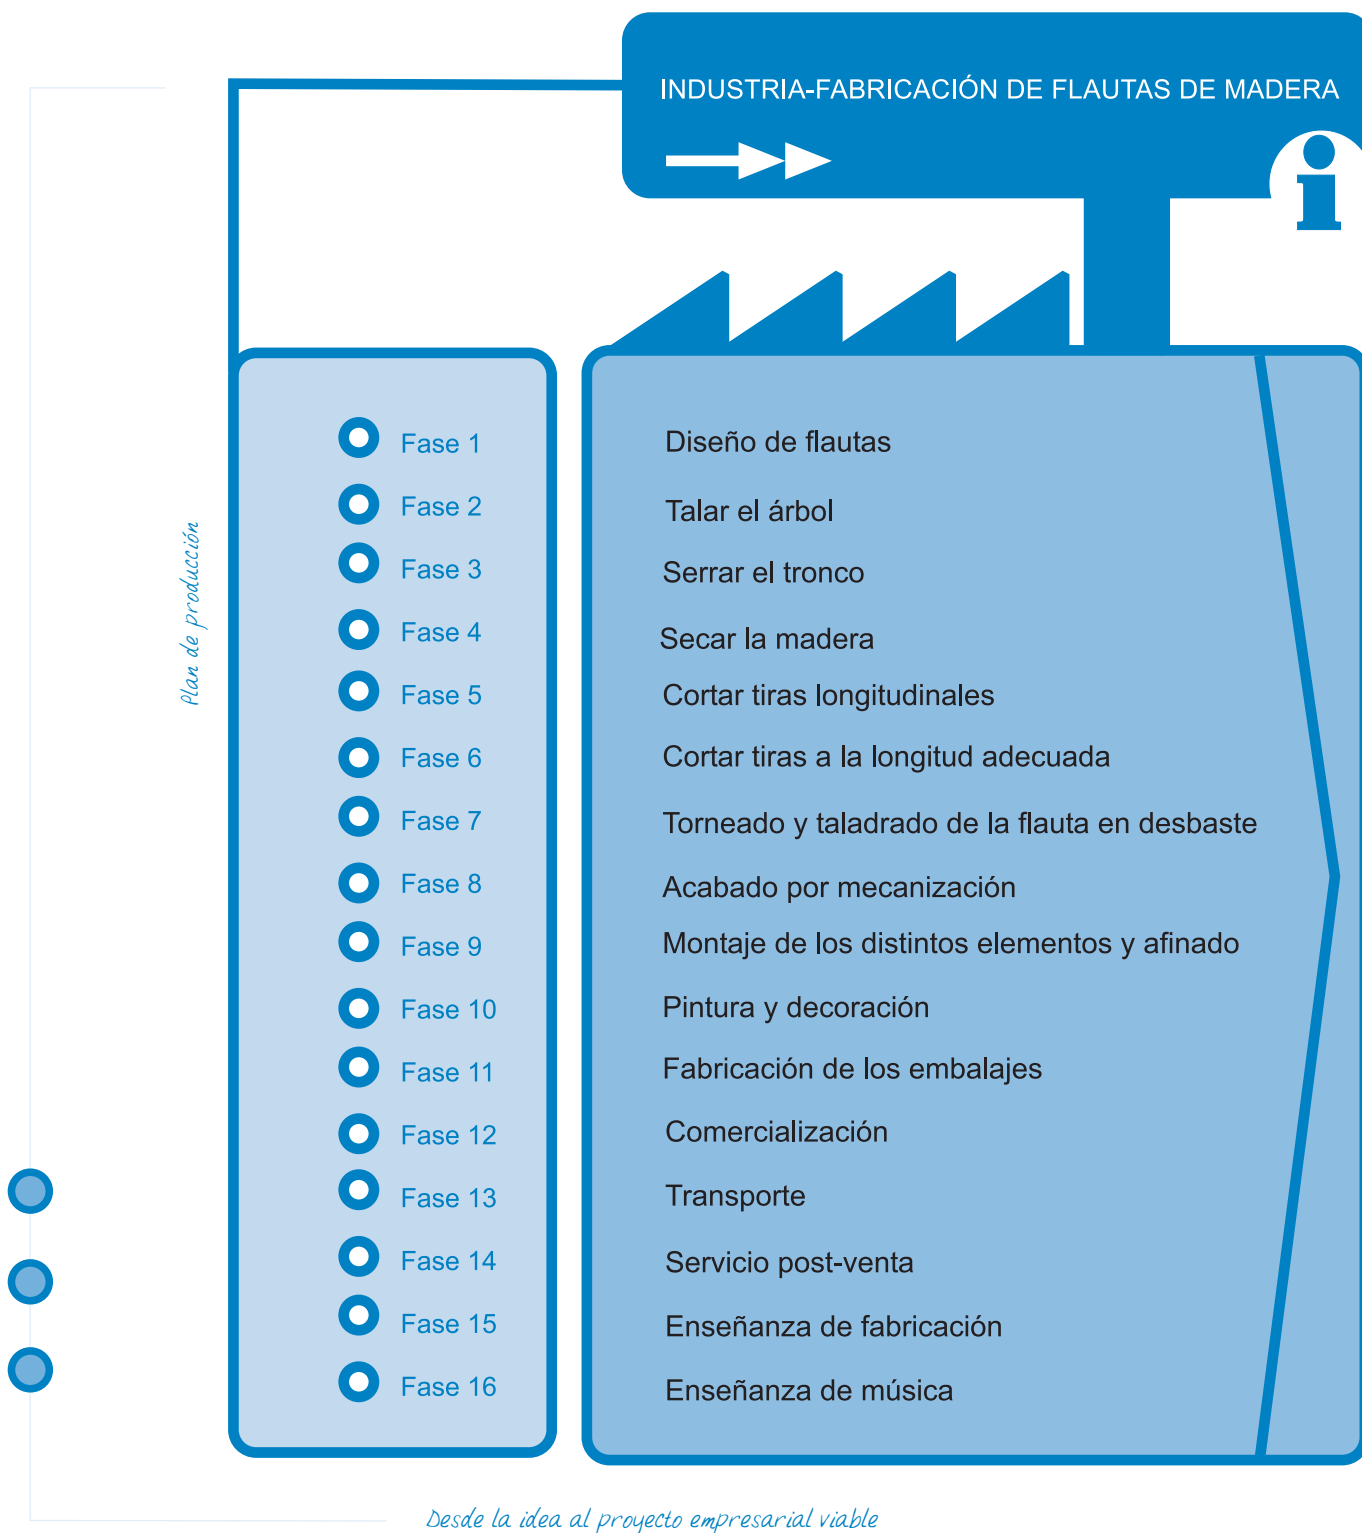 INDUSTRIA-FABRICACIÓN DE FLAUTAS DE MADERA
i
Plan de producción
Fase 1 Diseño de flautas
Fase 2 Talar el árbol
Fase 3 Serrar el tronco
Fase 4 Secar la madera
Fase 5 Cortar tiras longitudinales
Fase 6 Cortar tiras a la longitud adecuada
Fase 7 Torneado y taladrado de la flauta en desbaste
Fase 8 Acabado por mecanización
Fase 9 Montaje de los distintos elementos y afinado
Fase 10 Pintura y decoración
Fase 11 Fabricación de los embalajes
Fase 12 Comercialización
Fase 13 Transporte
Fase 14 Servicio post-venta
Fase 15 Enseñanza de fabricación
Fase 16 Enseñanza de música
Desde la idea al proyecto empresarial viable